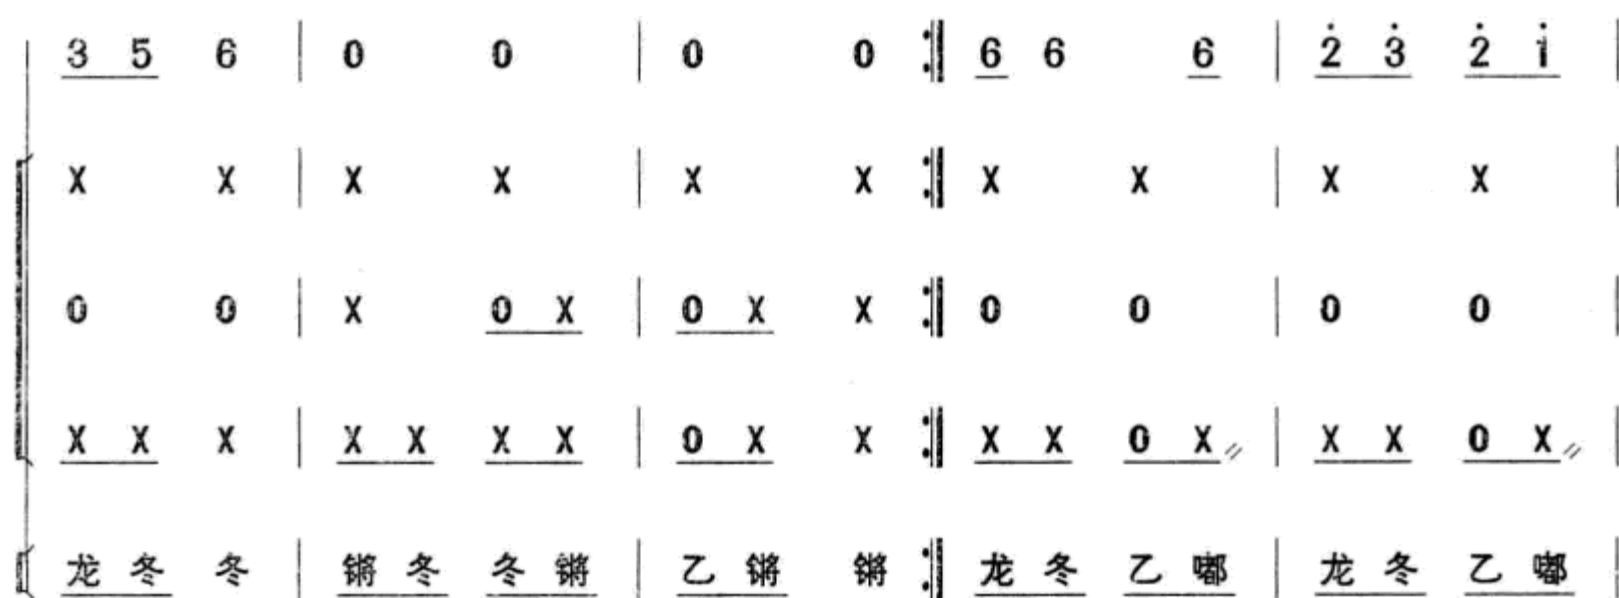 3 5 6 | 0 0 | 0 0 :‖ 6 6 6 | 2̇ 3̇ 2̇ 1̇ |
X X | X X | X X :‖ X X | X X |
0 0 | X 0 X | 0 X X :‖ 0 0 | 0 0 |
X X X | X X X X | 0 X X :‖ X X 0 X〃 | X X 0 X〃 |
龙 冬 冬 | 锵 冬 冬 锵 | 乙 锵 锵 :‖ 龙 冬 乙 嘟 | 龙 冬 乙 嘟 |